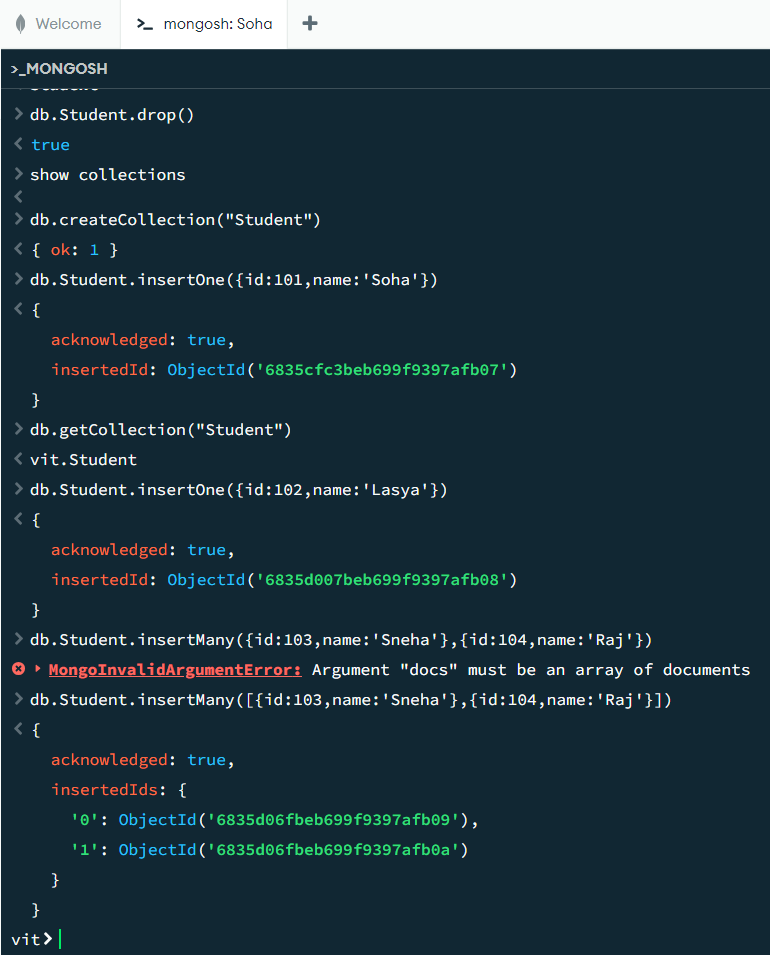 Welcome
>_ mongosh: Soha +
>_MONGOSH
> db.Student.drop()
< true
> show collections
<
> db.createCollection("Student")
< { ok: 1 }
> db.Student.insertOne({id:101,name:'Soha'})
< {
acknowledged: true,
insertedId: ObjectId('6835cfc3beb699f9397afb07')
}
> db.getCollection("Student")
< vit.Student
> db.Student.insertOne({id:102,name:'Lasya'})
< {
acknowledged: true,
insertedId: ObjectId('6835d007beb699f9397afb08')
}
> db.Student.insertMany({id:103,name:'Sneha'},{id:104,name:'Raj'})
MongoInvalidArgumentError: Argument "docs" must be an array of documents
> db.Student.insertMany([{id:103,name:'Sneha'},{id:104,name:'Raj'}])
< {
acknowledged: true,
insertedIds: {
'0': ObjectId('6835d06fbeb699f9397afb09'),
'1': ObjectId('6835d06fbeb699f9397afb0a')
}
}
vit>